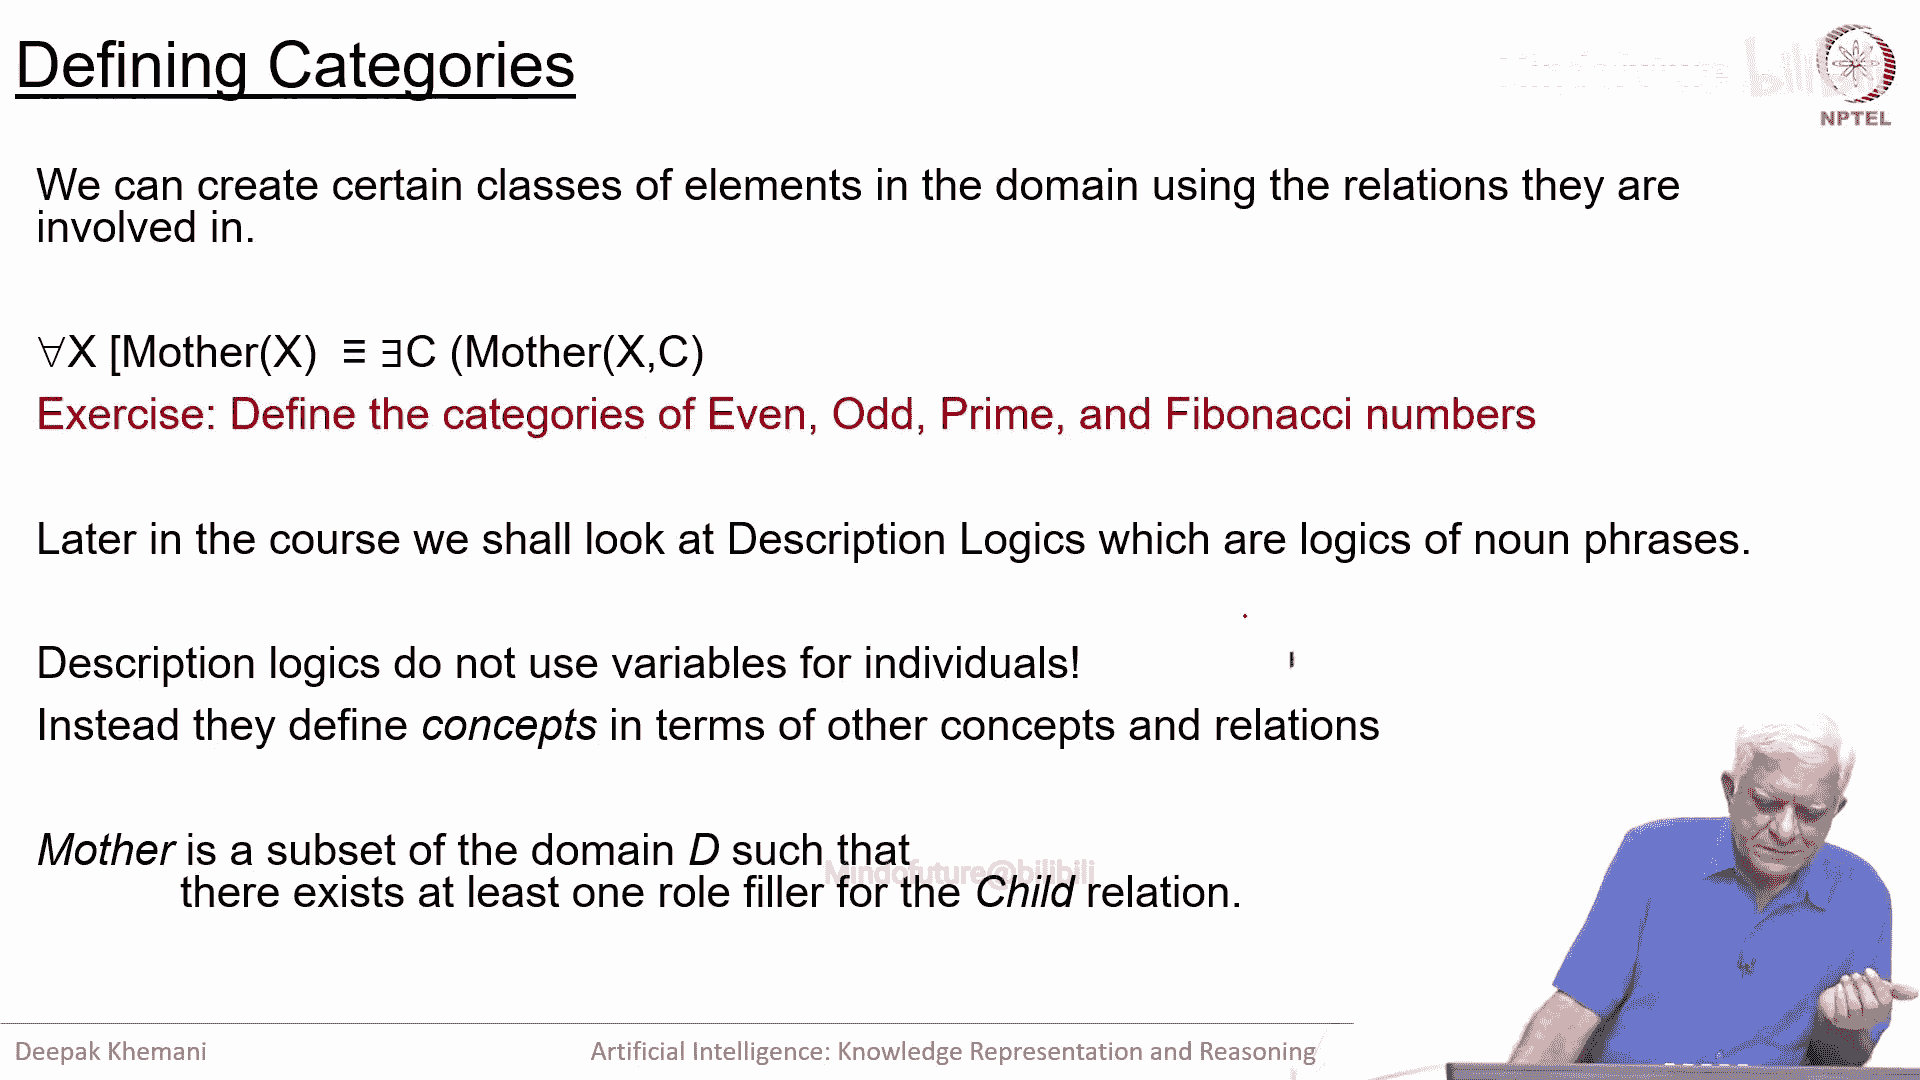 Defining Categories
NPTEL
We can create certain classes of elements in the domain using the relations they are
involved in.
∀X [Mother(X) ≡ ∃C (Mother(X,C)
Exercise: Define the categories of Even, Odd, Prime, and Fibonacci numbers
Later in the course we shall look at Description Logics which are logics of noun phrases.
Description logics do not use variables for individuals!
Instead they define concepts in terms of other concepts and relations
Mother is a subset of the domain D such that
Mindofuture@bilibili
there exists at least one role filler for the Child relation.
Deepak Khemani
Artificial Intelligence: Knowledge Representation and Reasoning